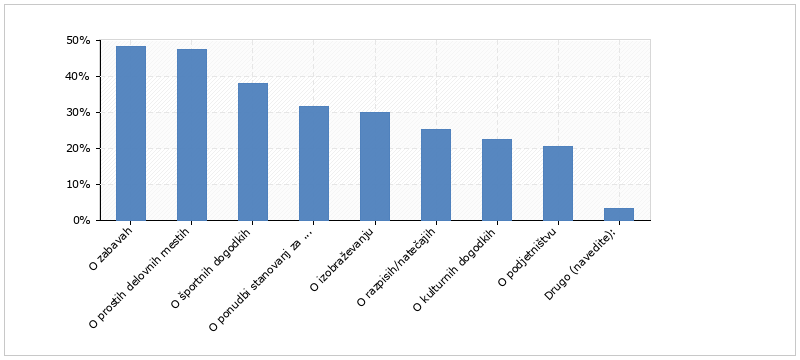 50%
40%
30%
20%
10%
0%
O zabavah
O prostih delovnih mestih
O športnih dogodkih
O ponudbi stanovanj za ...
O izobraževanju
O razpisih/natečajih
O kulturnih dogodkih
O podjetništvu
Drugo (navedite):